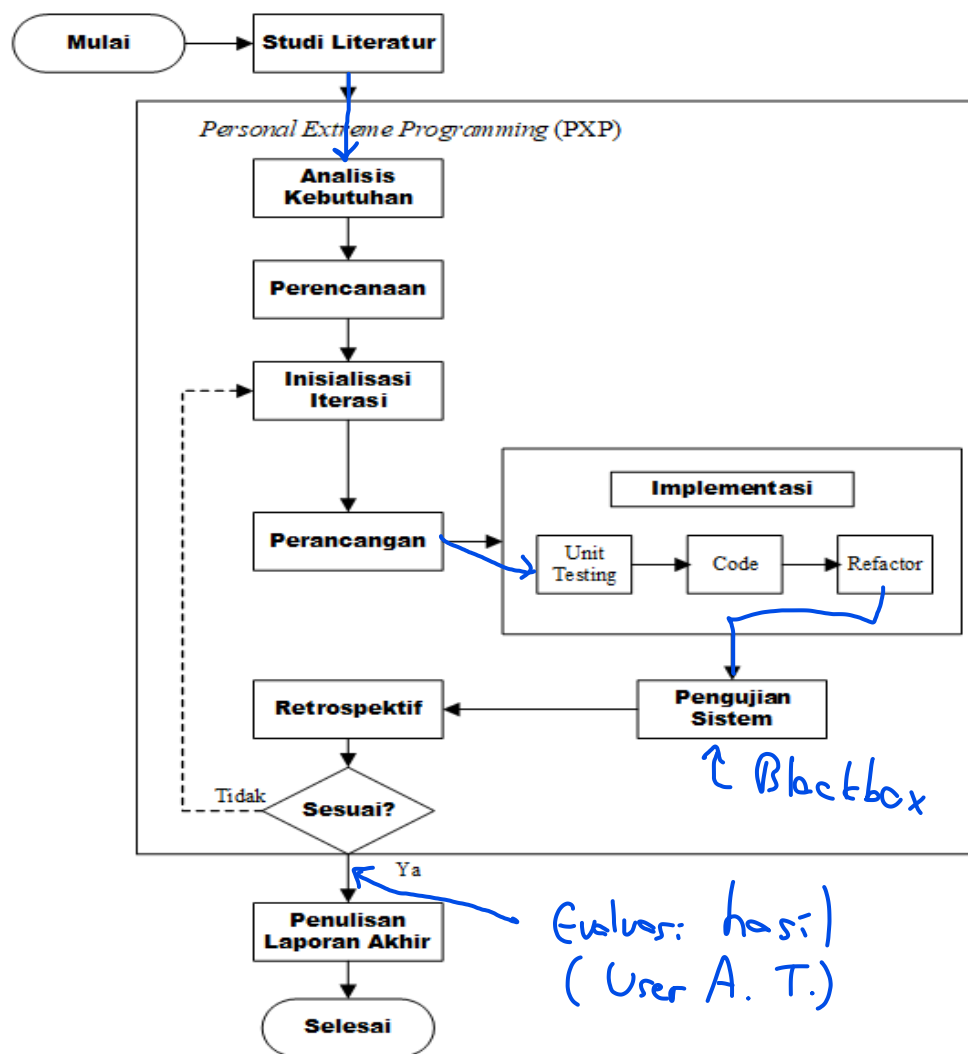 Mulai
Studi Literatur
Personal Extreme Programming (PXP)
Analisis
Kebutuhan
Perencanaan
Inisialisasi
Iterasi
Implementasi
Perancangan
Unit
Testing
Code
Refactor
Retrospektif
Pengujian
Sistem
Blackbox
Tidak
Sesuai?
Ya
Penulisan
Laporan Akhir
Evaluasi hasil
(User A. T.)
Selesai